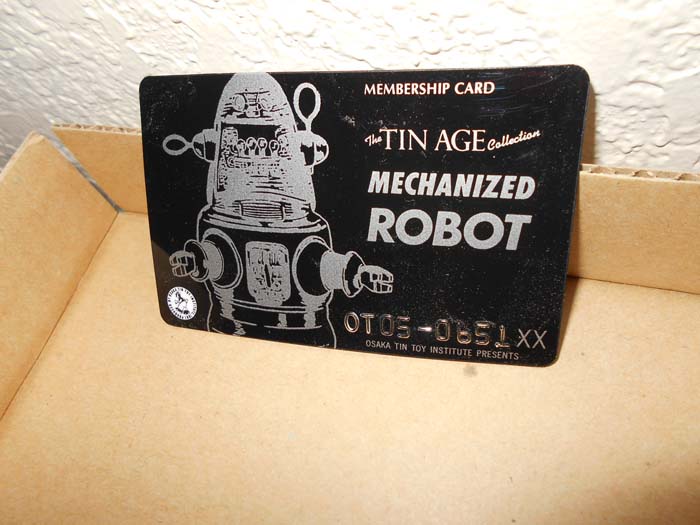 MEMBERSHIP CARD
The TIN AGE Collection
MECHANIZED
ROBOT
OT05-0651XX
OSAKA TIN TOY INSTITUTE PRESENTS